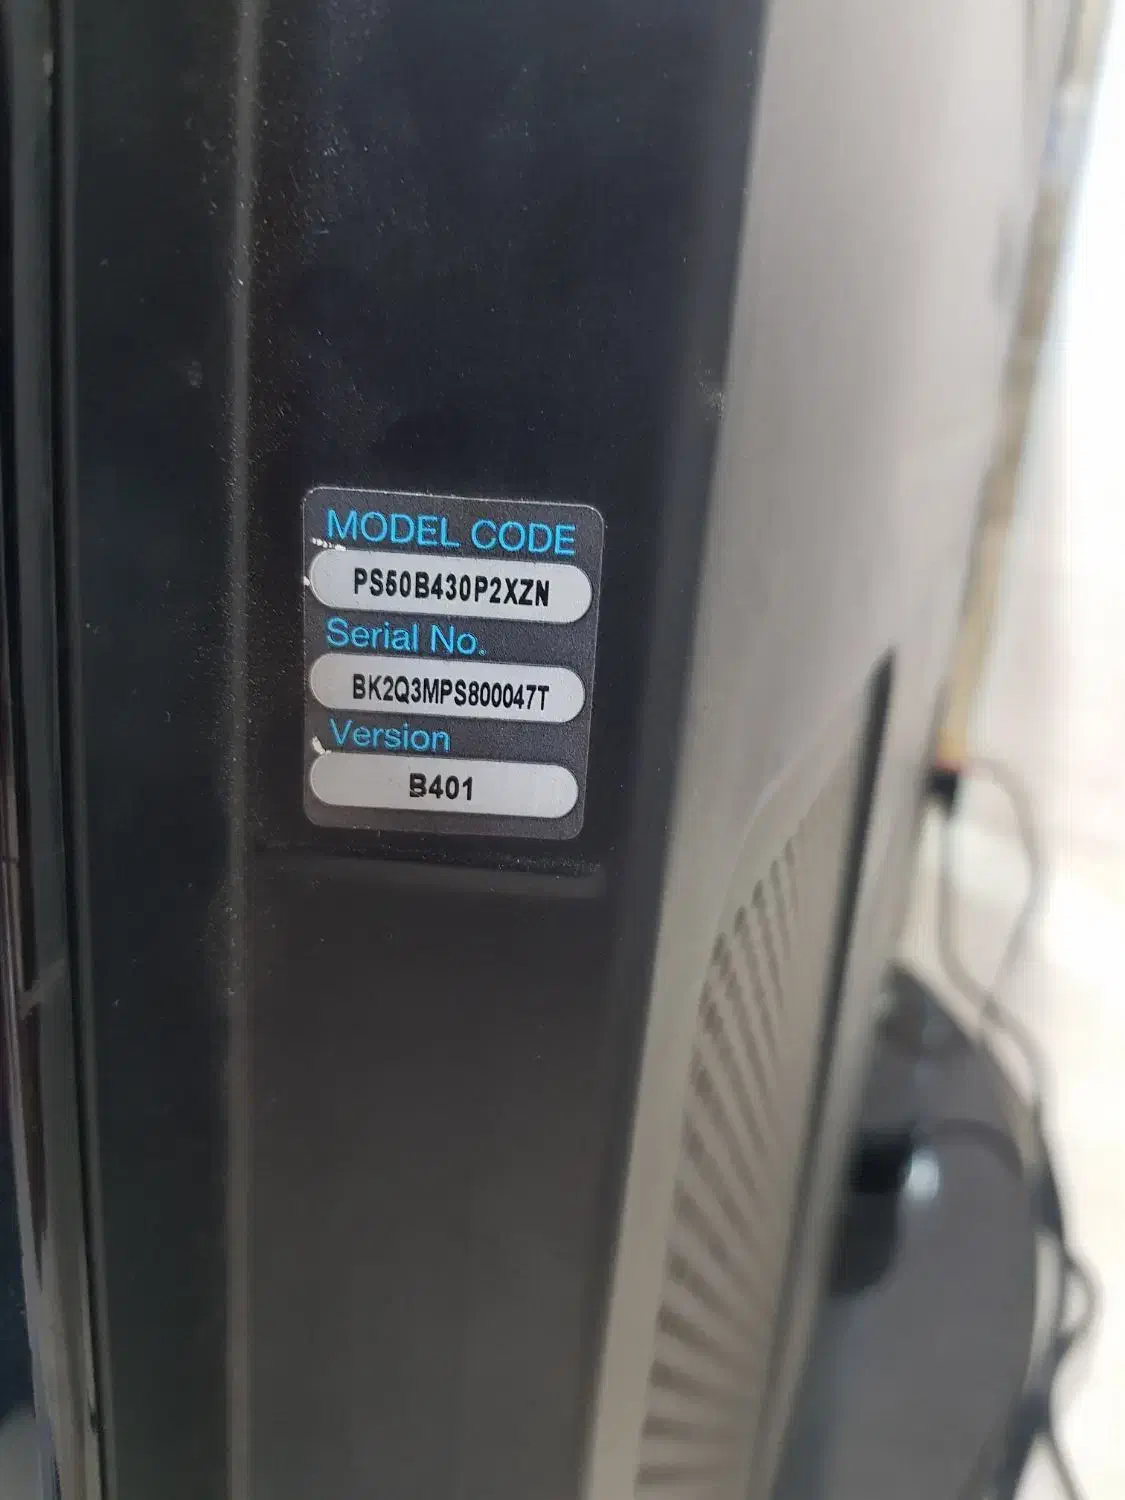 MODEL CODE
PS50B430P2XZN
Serial No.
BK2Q3MPS800047T
Version
B401